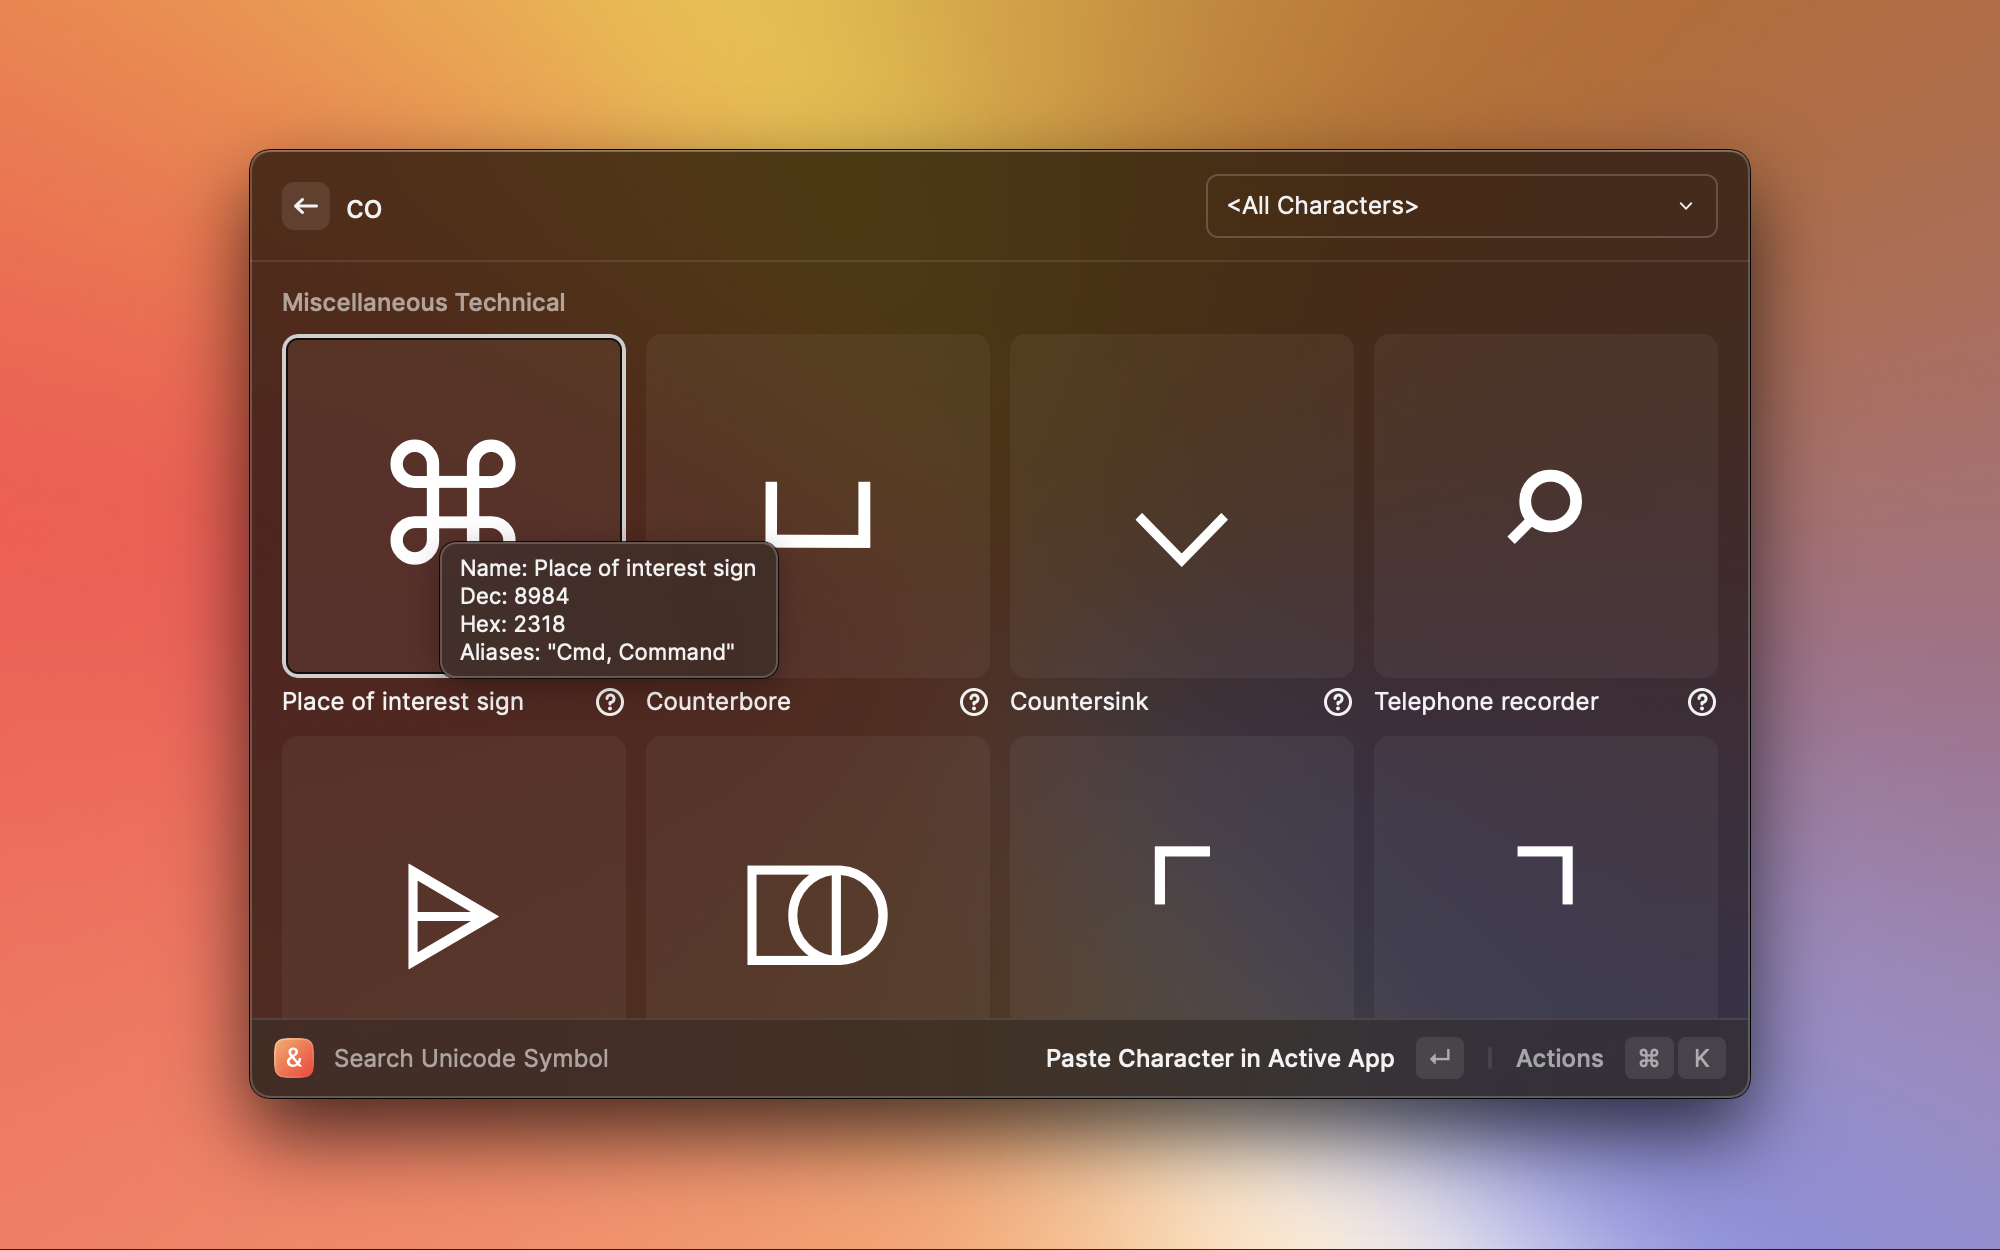 co
<All Characters>
Miscellaneous Technical
⌘
Name: Place of interest sign
Dec: 8984
Hex: 2318
Aliases: "Cmd, Command"
Place of interest sign
Counterbore
Countersink
Telephone recorder
& Search Unicode Symbol
Paste Character in Active App ↵
Actions ⌘ K